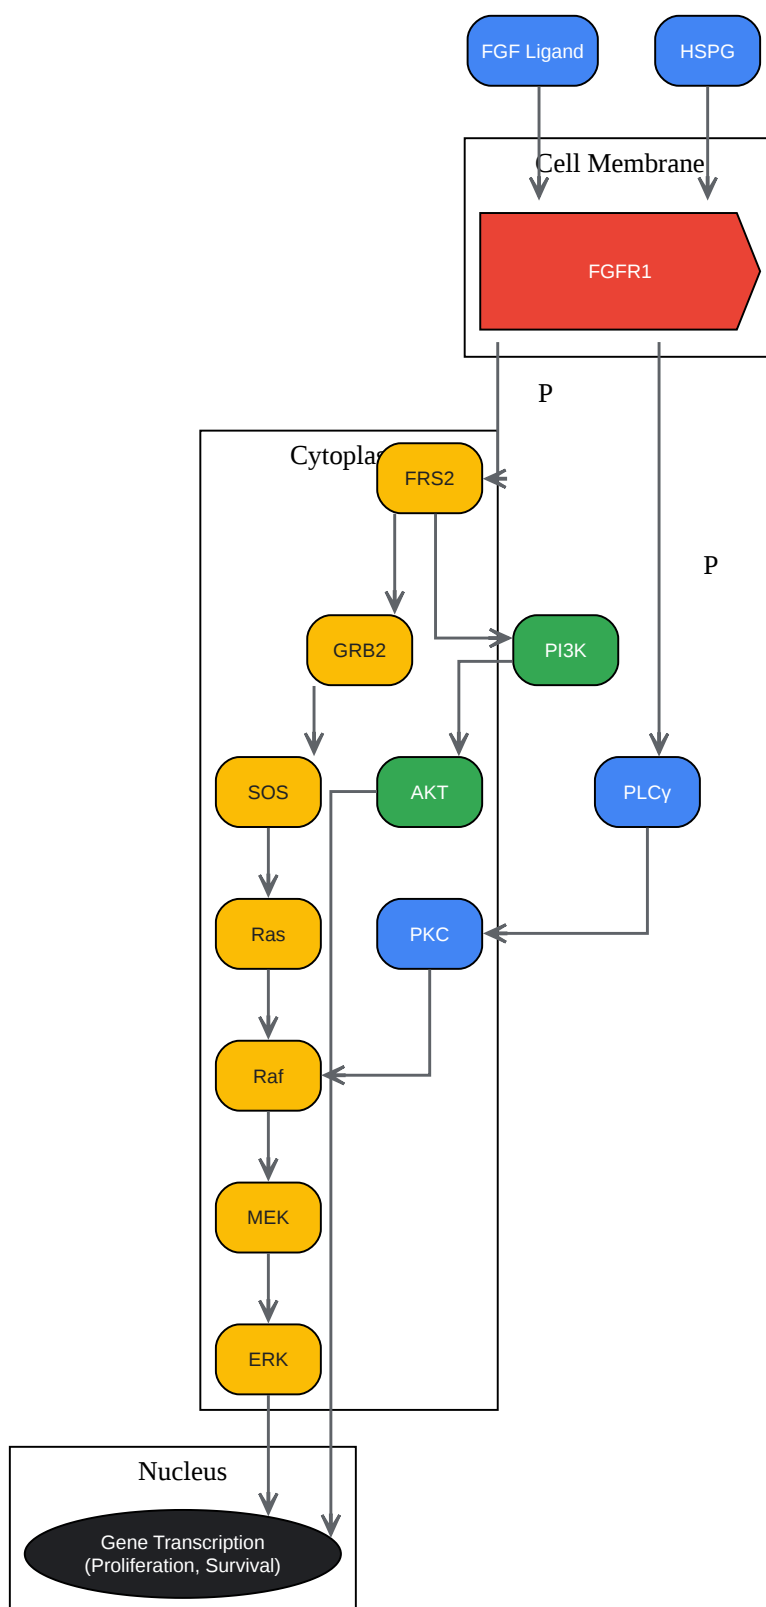 FGF Ligand
HSPG
Cell Membrane
FGFR1
P
Cytoplas
FRS2
P
GRB2
PI3K
SOS
AKT
PLCγ
Ras
PKC
Raf
MEK
ERK
Nucleus
Gene Transcription
(Proliferation, Survival)